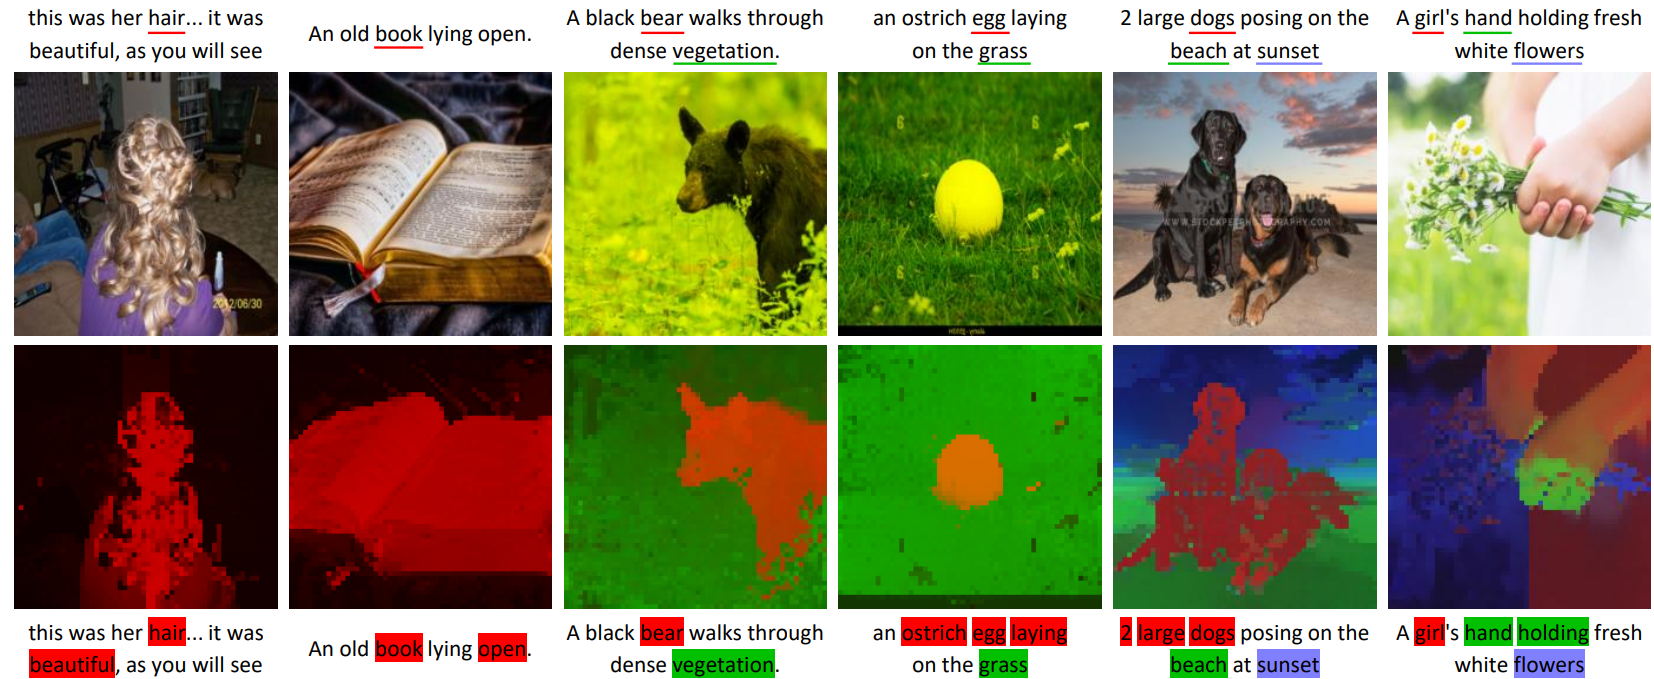 this was her hair... it was
beautiful, as you will see
An old book lying open.
A black bear walks through
dense vegetation.
an ostrich egg laying
on the grass
2 large dogs posing on the
beach at sunset
A girl's hand holding fresh
white flowers
2012/06/30
WWW.STOCKPETPHOTOGRAPHY.COM
this was her hair... it was
beautiful, as you will see
An old book lying open.
A black bear walks through
dense vegetation.
an ostrich egg laying
on the grass
2 large dogs posing on the
beach at sunset
A girl's hand holding fresh
white flowers